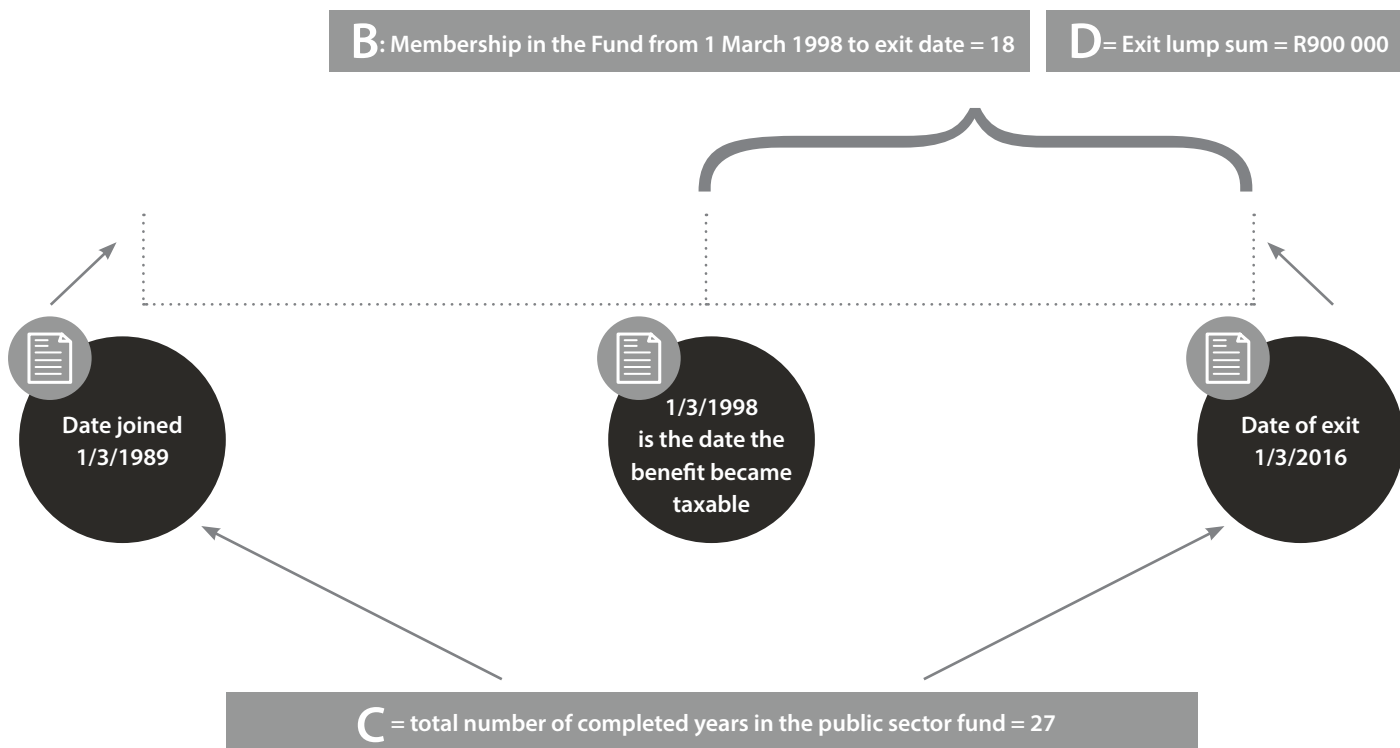 B: Membership in the Fund from 1 March 1998 to exit date = 18
D= Exit lump sum = R900 000
Date joined
1/3/1989
1/3/1998
is the date the
benefit became
taxable
Date of exit
1/3/2016
C = total number of completed years in the public sector fund = 27